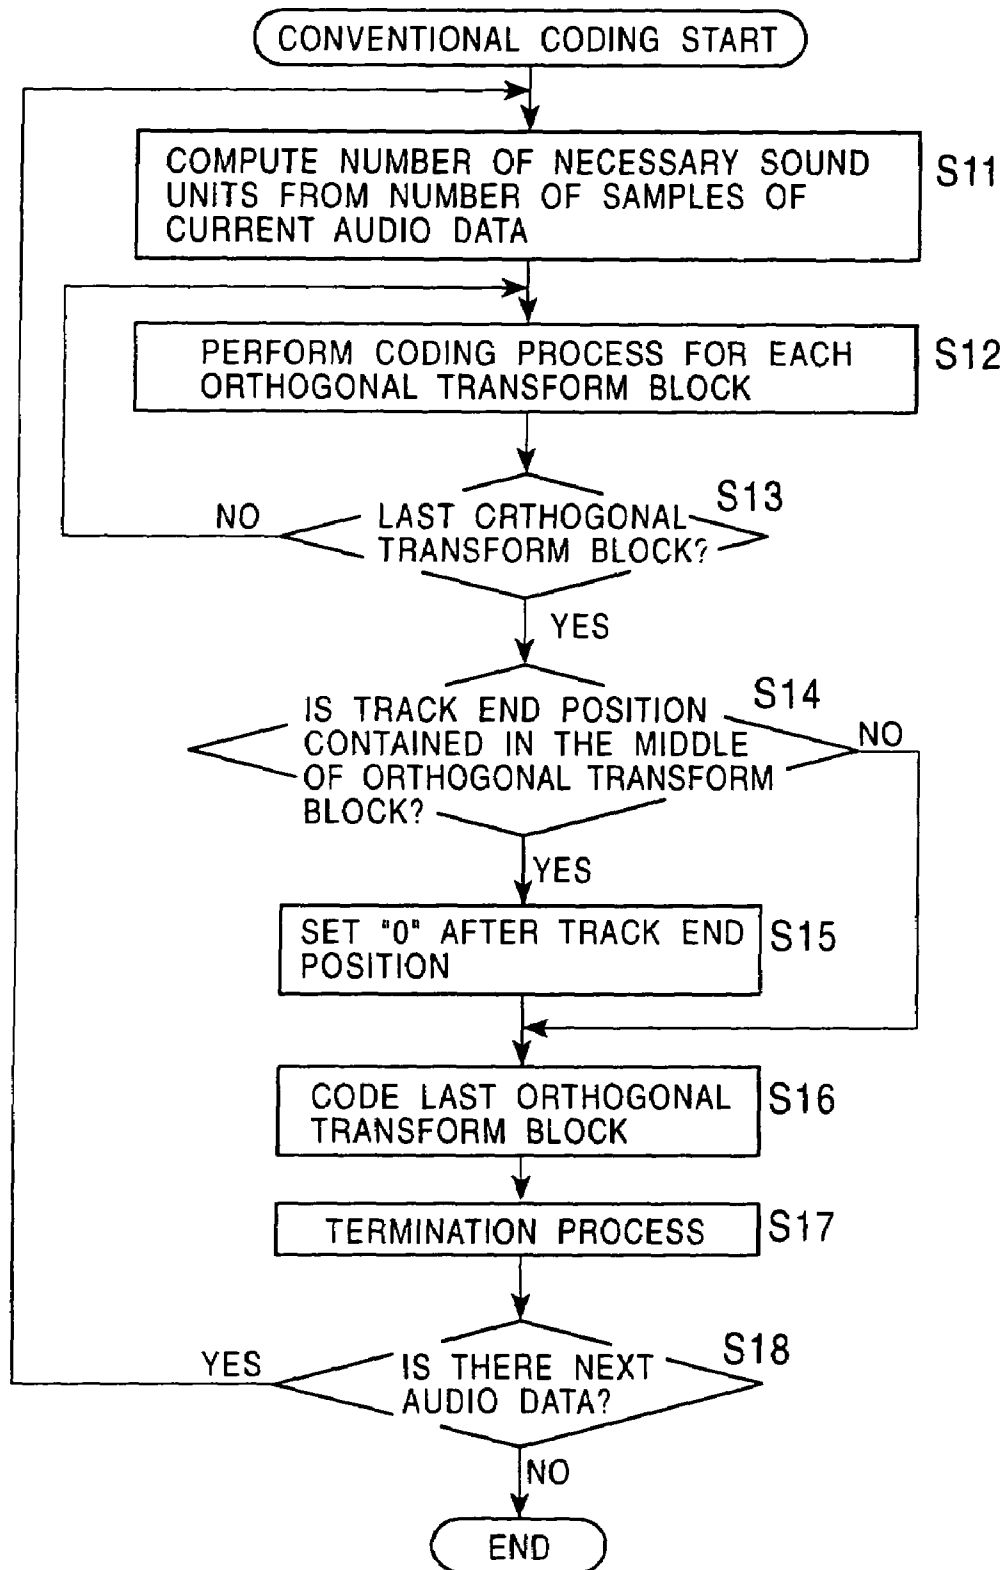 CONVENTIONAL CODING START
COMPUTE NUMBER OF NECESSARY SOUND
UNITS FROM NUMBER OF SAMPLES OF
CURRENT AUDIO DATA
S11
PERFORM CODING PROCESS FOR EACH
ORTHOGONAL TRANSFORM BLOCK
S12
S13
NO
LAST ORTHOGONAL
TRANSFORM BLOCK?
YES
S14
IS TRACK END POSITION
CONTAINED IN THE MIDDLE
OF ORTHOGONAL TRANSFORM
BLOCK?
NO
YES
SET "0" AFTER TRACK END
POSITION
S15
CODE LAST ORTHOGONAL
TRANSFORM BLOCK
S16
TERMINATION PROCESS
S17
S18
YES
IS THERE NEXT
AUDIO DATA?
NO
END